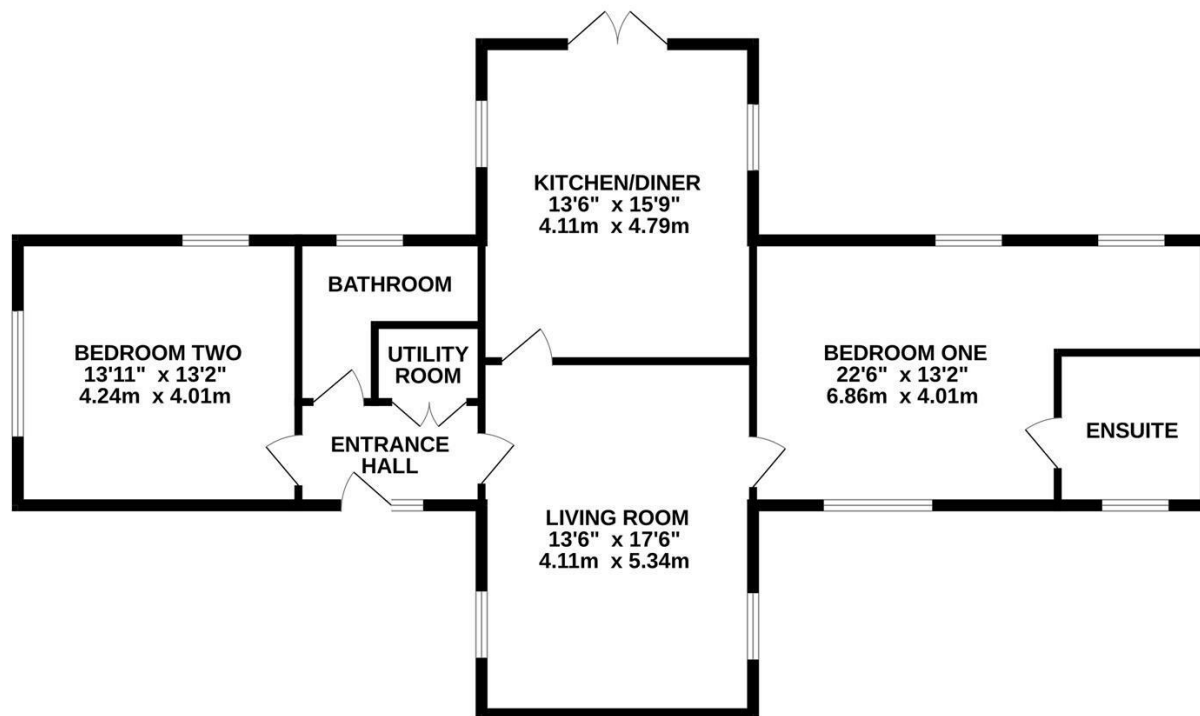 KITCHEN/DINER
13'6" x 15'9"
4.11m x 4.79m
BATHROOM
UTILITY
ROOM
BEDROOM TWO
13'11" x 13'2"
4.24m x 4.01m
BEDROOM ONE
22'6" x 13'2"
6.86m x 4.01m
ENSUITE
ENTRANCE
HALL
LIVING ROOM
13'6" x 17'6"
4.11m x 5.34m